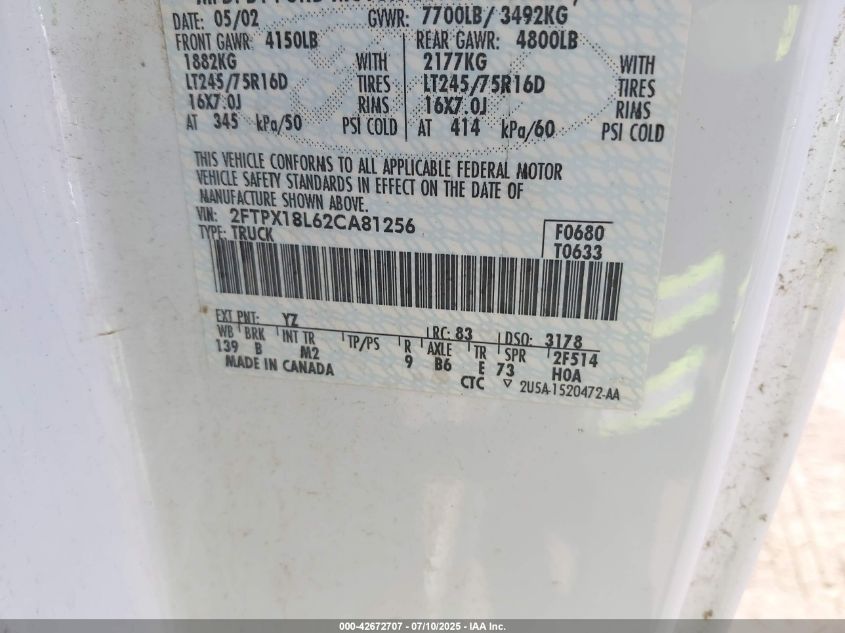 DATE: 05/02 GVWR: 7700LB/ 3492KG
FRONT GAWR: 4150LB REAR GAWR: 4800LB
1882KG WITH 2177KG WITH
LT245/75R16D TIRES LT245/75R16D TIRES
16X7.0J RIMS 16X7.0J RIMS
AT 345 kPa/50 PSI COLD AT 414 kPa/60 PSI COLD
THIS VEHICLE CONFORMS TO ALL APPLICABLE FEDERAL MOTOR
VEHICLE SAFETY STANDARDS IN EFFECT ON THE DATE OF
MANUFACTURE SHOWN ABOVE.
VIN: 2FTPX18L62CA81256 F0680
TYPE: TRUCK T0633
EXT PNT: YZ RC: 83 DSO: 3178
WB BRK INT TR TP/PS R AXLE TR SPR 2F514
139 B M2 9 B6 E 73 HOA
MADE IN CANADA CTC ▽ 2U5A-1520472-AA
000-42672707 - 07/10/2025 - IAA Inc.